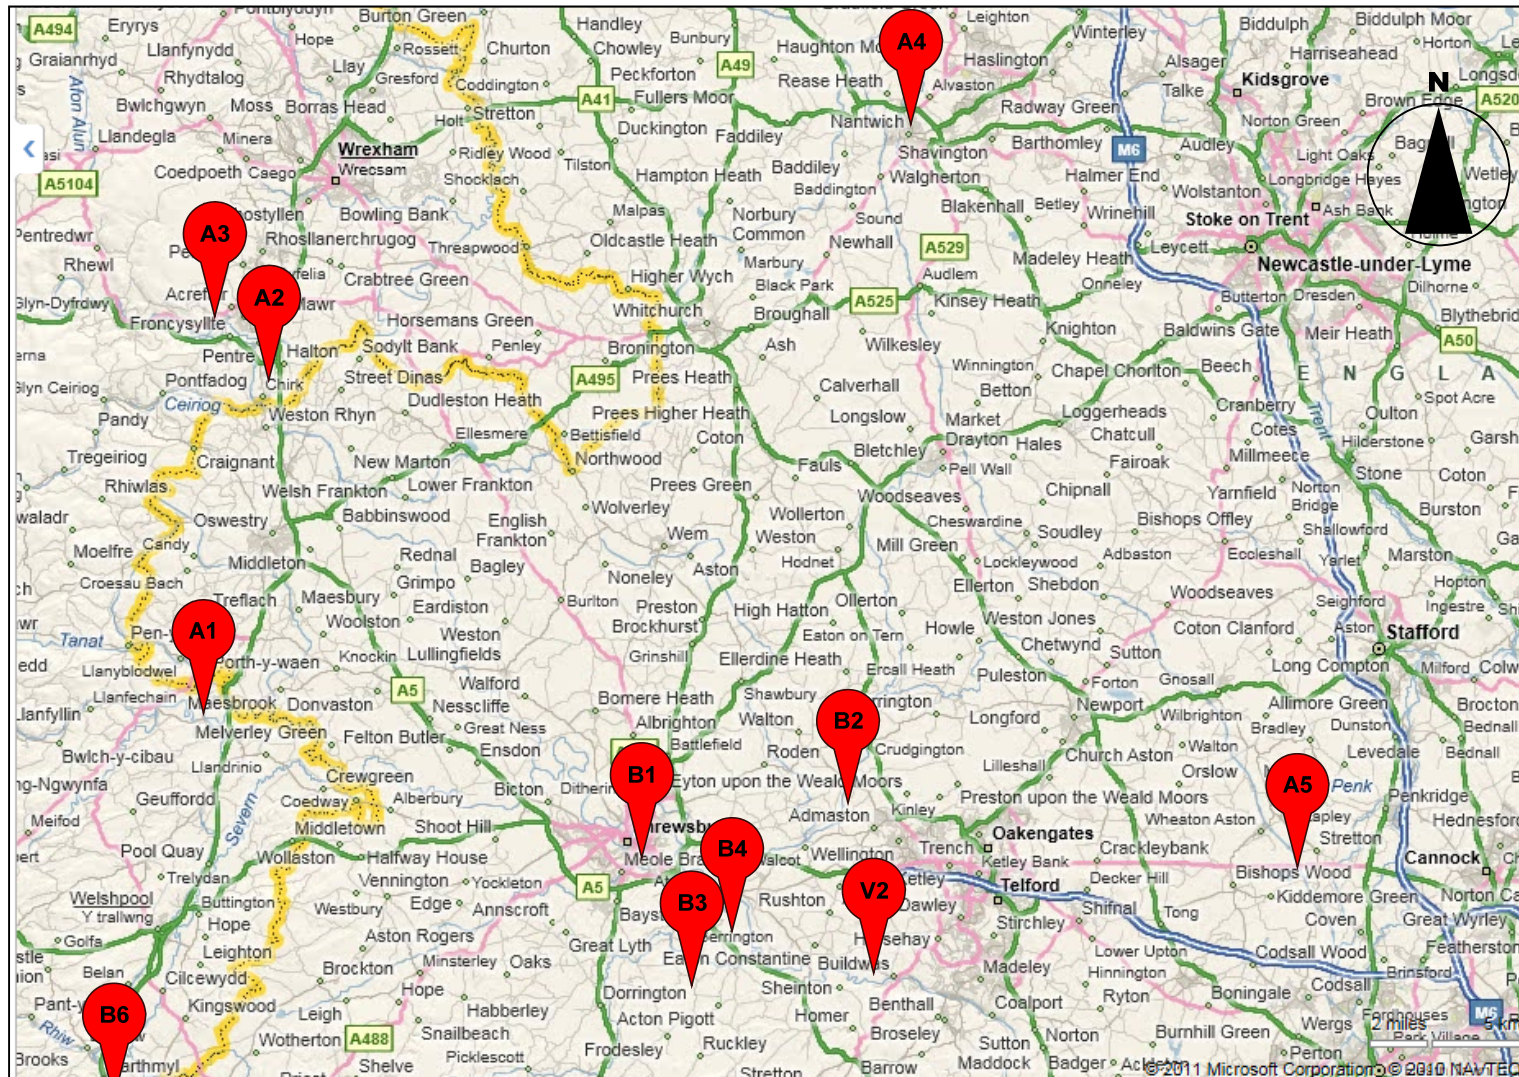 Eryrys
Pontblyddyn
Burton Green
Handley
Leighton
Biddulph
Biddulph Moor
A494
Llanfynydd
Hope
Rossett
Churton
Chowley
Bunbury
Winterley
Harriseahead
Horton
Graianrhyd
Rhydtalog
Llay
Gresford
Coddington
Peckforton
A49
Rease Heath
A4
Haslington
Alsager
Kidsgrove
Bwlchgwyn
Moss
Borras Head
A41
Fullers Moor
Alvaston
Radway Green
Talke
Brown Edge
A520
Afon Alun
Llandegla
Minera
Holt
Stretton
Duckington
Faddiley
Nantwich
Barthomley
M6
Audley
Norton Green
N
Wrexham
Wrecsam
Ridley Wood
Tilston
Baddiley
Shavington
Light Oaks
A5104
Coedpoeth
Caego
Shocklach
Hampton Heath
Baddington
Walgherton
Halmer End
Wolstanton
Longbridge Hayes
Bowling Bank
Malpas
Norbury
Common
Sound
Blakenhall
Betley
Wrinehill
Stoke on Trent
Ash Bank
Pentredwr
A3
Rhosllanerchrugog
Threapwood
Oldcastle Heath
Newhall
A529
Madeley Heath
Leycett
Rhewl
Crabtree Green
Higher Wych
Marbury
Audlem
Onneley
Newcastle-under-Lyme
A2
Black Park
A525
Kinsey Heath
Butterton
Dresden
Dilhorne
Froncysyllte
Horsemans Green
Whitchurch
Broughall
Knighton
Baldwins Gate
Meir Heath
A50
Pentre
Halton
Sodylt Bank
Penley
Bronington
Ash
Wilkesley
Pontfadog
Chirk
Street Dinas
A495
Prees Heath
Winnington
Chapel Chorlton
Beech
E N G L A
Ceiriog
Dudleston Heath
Calverhall
Betton
Spot Acre
Pandy
Weston Rhyn
Prees Higher Heath
Longslow
Market
Drayton
Loggerheads
Cranberry
Trent
Oulton
Ellesmere
Bettisfield
Coton
Bletchley
Hales
Chatcull
Cotes
Hilderstone
Tregeiriog
Craignant
New Marton
Northwood
Fauls
Pell Wall
Fairoak
Millmeece
Stone
Coton
Rhiwlas
Welsh Frankton
Lower Frankton
Prees Green
Woodseaves
Chipnall
Yarnfield
Norton
Bridge
Oswestry
Babbinswood
English
Frankton
Wolverley
Wollerton
Cheswardine
Soudley
Bishops Offley
Shallowford
Burston
Moelfre
Candy
Wem
Weston
Mill Green
Adbaston
Eccleshall
Yarlet
Marston
Middleton
Rednal
Bagley
Aston
Hodnet
Lockleywood
Croesau Bach
Grimpo
Noneley
Ellerton
Shebdon
Hopton
Treflach
Maesbury
Eardiston
Burlton
Preston
Brockhurst
High Hatton
Ollerton
Woodseaves
Seighford
Ingestre
Tanat
A1
Woolston
Weston
Lullingfields
Eaton on Tern
Howle
Weston Jones
Coton Clanford
Aston
Stafford
Llanyblodwel
Porth-y-waen
Knockin
Grinshill
Ellerdine Heath
Ercall Heath
Chetwynd
Sutton
Long Compton
Milford
Llanfechain
A5
Walford
Bomere Heath
Shawbury
Puleston
Forton
Gnosall
Maesbrook
Donvaston
Nesscliffe
Albrighton
Walton
B2
Longford
Newport
Wilbrighton
Allimore Green
Llanfyllin
Melverley Green
Felton Butler
Great Ness
Battlefield
Bradley
Dunston
Bwlch-y-cibau
Llandrinio
Ensdon
Roden
Crudgington
Church Aston
Walton
Levedale
Bednall
B1
Eyton upon the Weald Moors
Lilleshall
Orslow
Penk
Geuffordd
Crewgreen
Bicton
A5
Penkridge
Meifod
Severn
Coedway
Alberbury
Admaston
Kinley
Preston upon the Weald Moors
Middletown
Shoot Hill
B4
Oakengates
Wheaton Aston
Stretton
Pool Quay
Wollaston
Halfway House
Meole
Wellington
Trench
Ketley Bank
Crackleybank
Cannock
Trelydan
Vennington
Yockleton
A5
B3
V2
Telford
Decker Hill
Bishops Wood
Welshpool
Y trallwng
Buttington
Westbury
Edge
Annscroft
Rushton
Dawley
Stirchley
Shifnal
Tong
Kiddemore Green
Coven
Great Wyrley
Golfa
Hope
Aston Rogers
Great Lyth
Leighton
Minsterley
Oaks
Buildwas
Madeley
Lower Upton
Codsall Wood
Belan
Cilcewydd
Brockton
Sheinton
Hinnington
Brinsford
B6
Kingswood
Hope
Habberley
Dorrington
Benthall
Coalport
Ryton
Boningale
Codsall
M6
Rhiw
Leigh
Acton Pigott
Homer
Broseley
Norton
Burnhill Green
Wergs
2 miles
Wotherton
A488
Snailbeach
Ruckley
Sutton
Maddock
Badger
Perton
Brooks
Shelve
Picklescott
Frodesley
Stretton
Barrow
© 2011 Microsoft Corporation © 2010 NAVTEQ